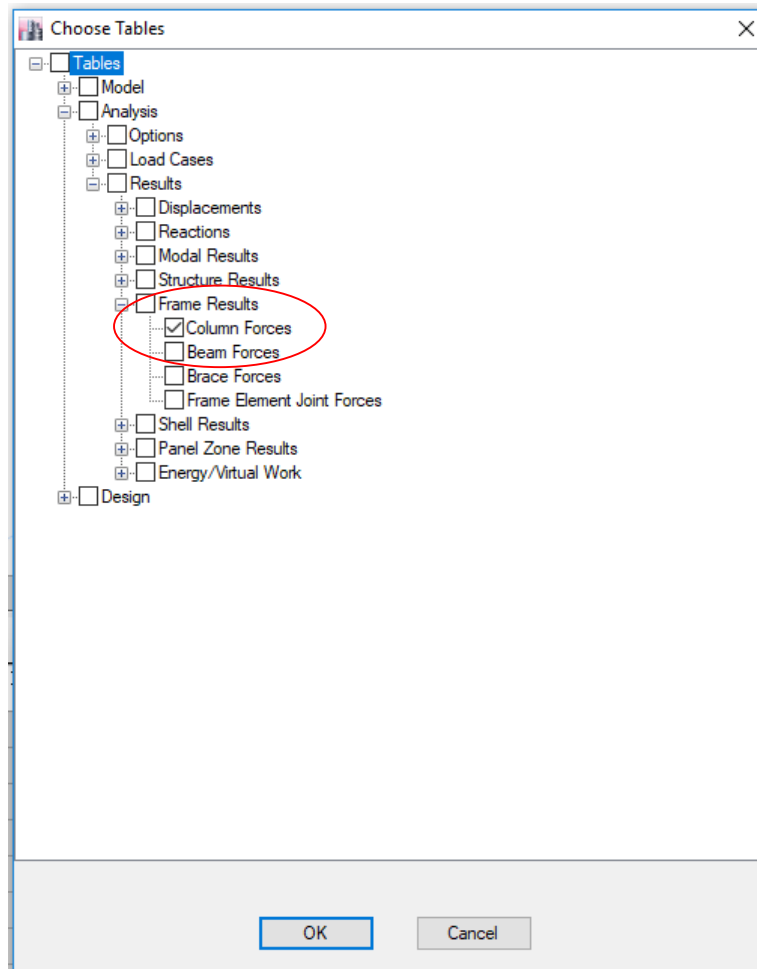 Choose Tables
Tables
Model
Analysis
Options
Load Cases
Results
Displacements
Reactions
Modal Results
Structure Results
Frame Results
Column Forces
Beam Forces
Brace Forces
Frame Element Joint Forces
Shell Results
Panel Zone Results
Energy/Virtual Work
Design
OK Cancel